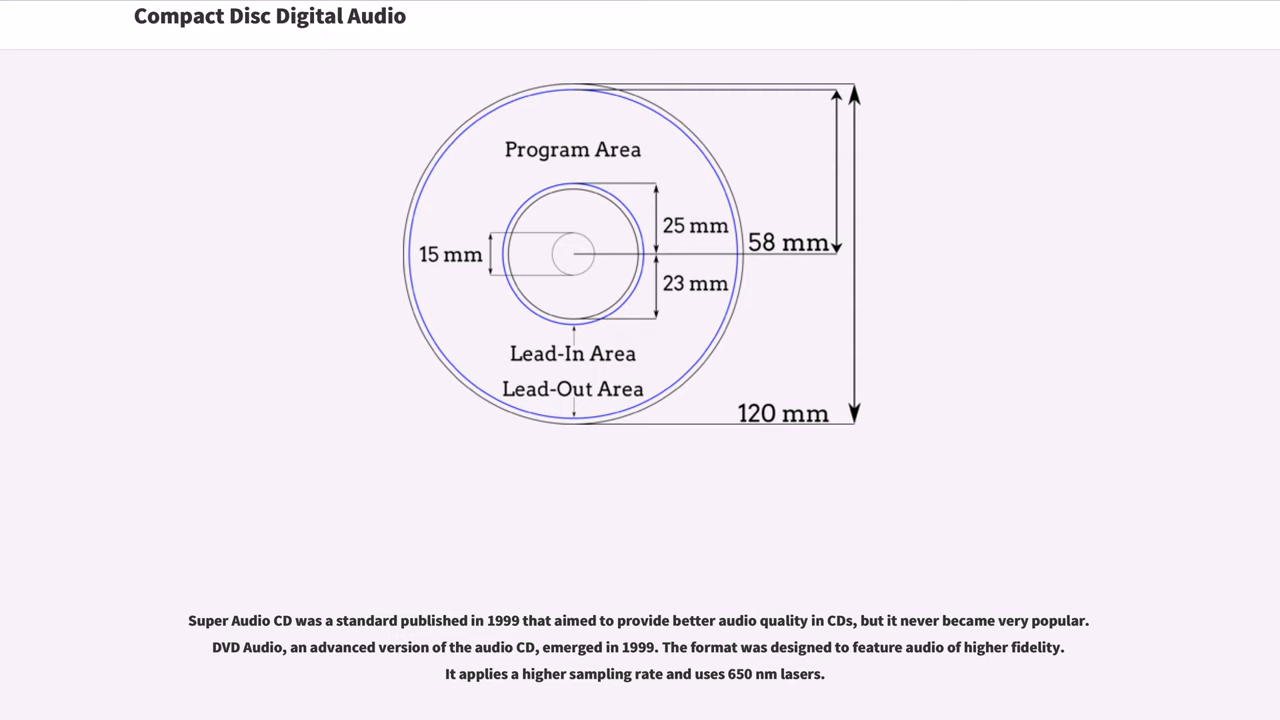 Compact Disc Digital Audio
Program Area
25 mm
58 mm
15 mm
23 mm
Lead-In Area
Lead-Out Area
120 mm
Super Audio CD was a standard published in 1999 that aimed to provide better audio quality in CDs, but it never became very popular.
DVD Audio, an advanced version of the audio CD, emerged in 1999. The format was designed to feature audio of higher fidelity.
It applies a higher sampling rate and uses 650 nm lasers.